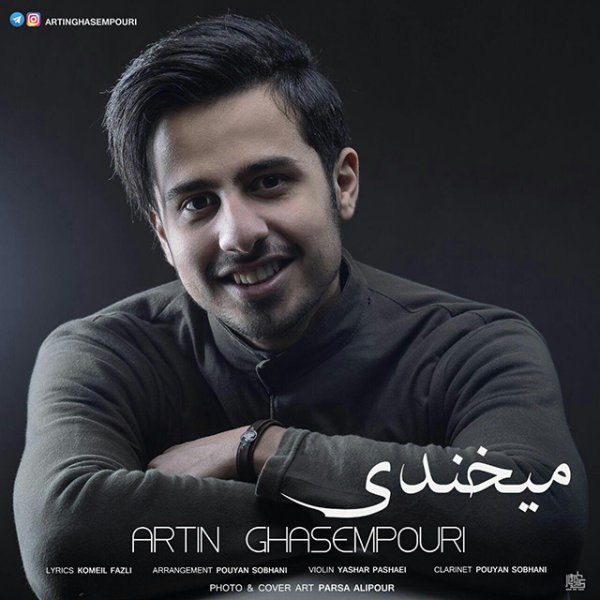 ARTINGHASEMPOURI
میخندی
ARTIN GHASEMPOURI
LYRICS KOMEIL FAZLI ARRANGEMENT POUYAN SOBHANI VIOLIN YASHAR PASHAEI CLARINET POUYAN SOBHANI
PHOTO & COVER ART PARSA ALIPOUR